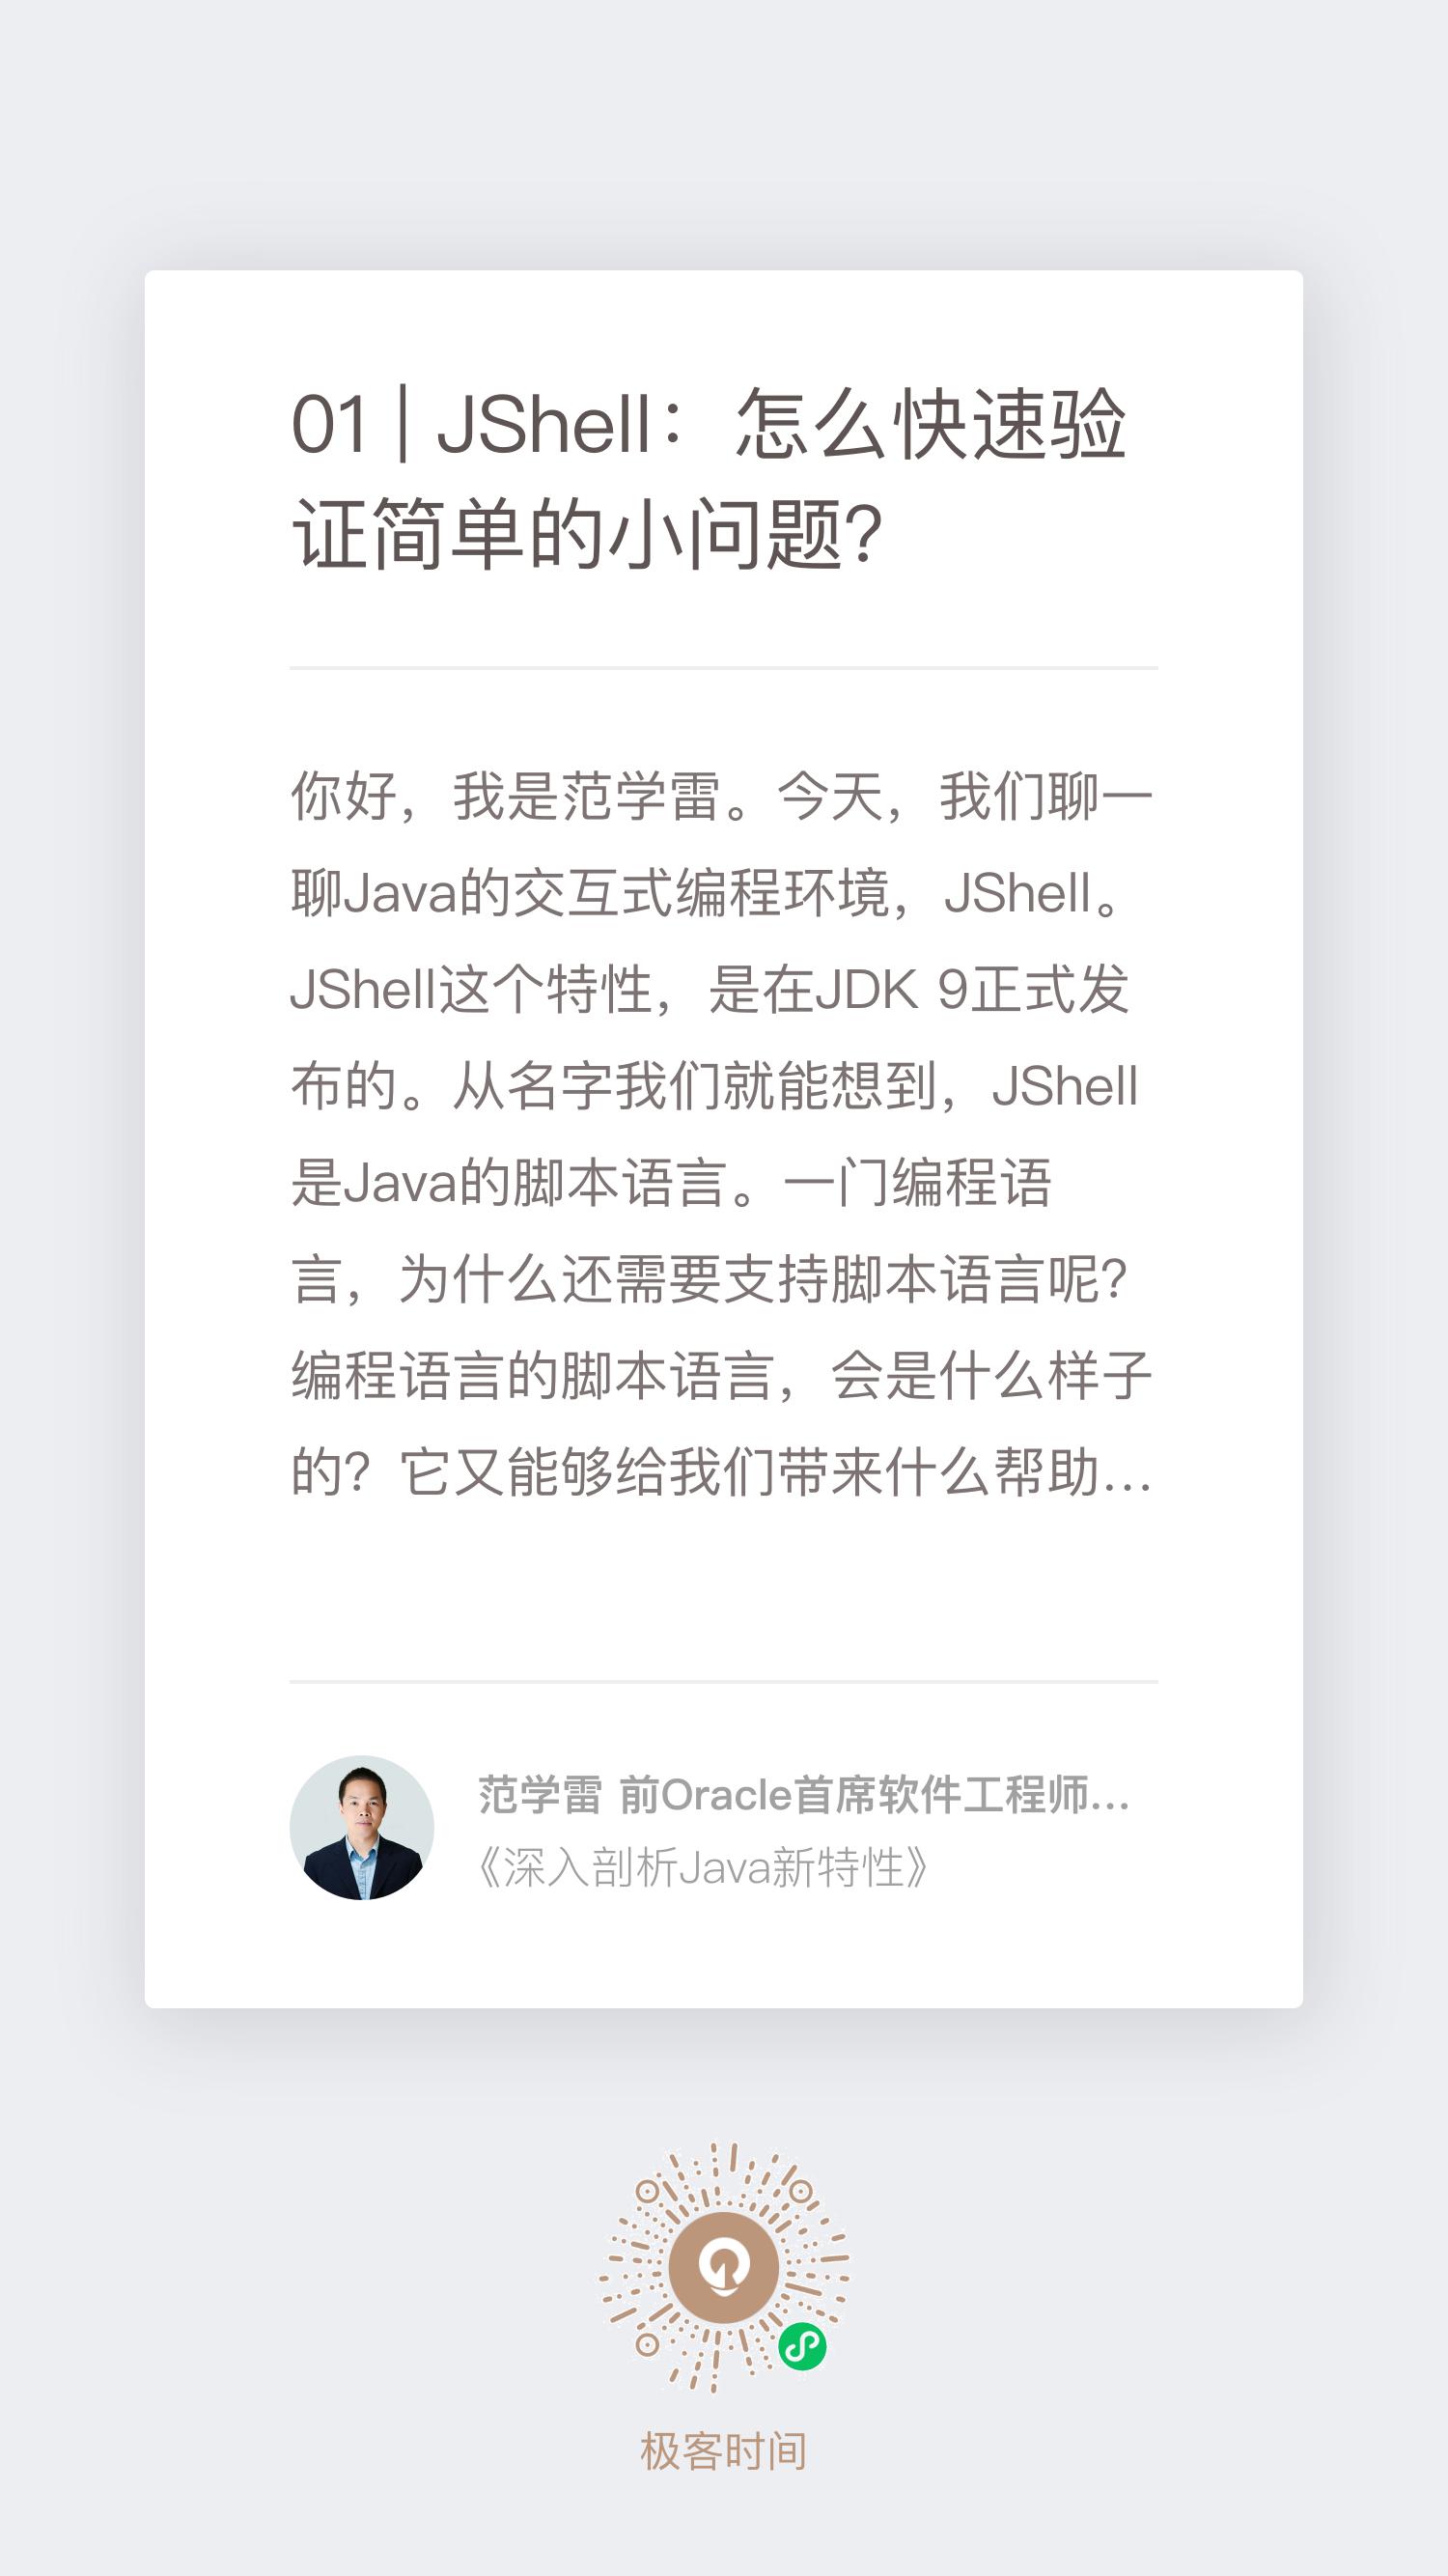 01 | JShell：怎么快速验
证简单的小问题?
你好，我是范学雷。今天，我们聊一
聊Java的交互式编程环境，JShell。
JShell这个特性，是在JDK 9正式发
布的。从名字我们就能想到，JShell
是Java的脚本语言。一门编程语
言，为什么还需要支持脚本语言呢?
编程语言的脚本语言，会是什么样子
的? 它又能够给我们带来什么帮助...
范学雷 前Oracle首席软件工程师...
《深入剖析Java新特性》
极客时间